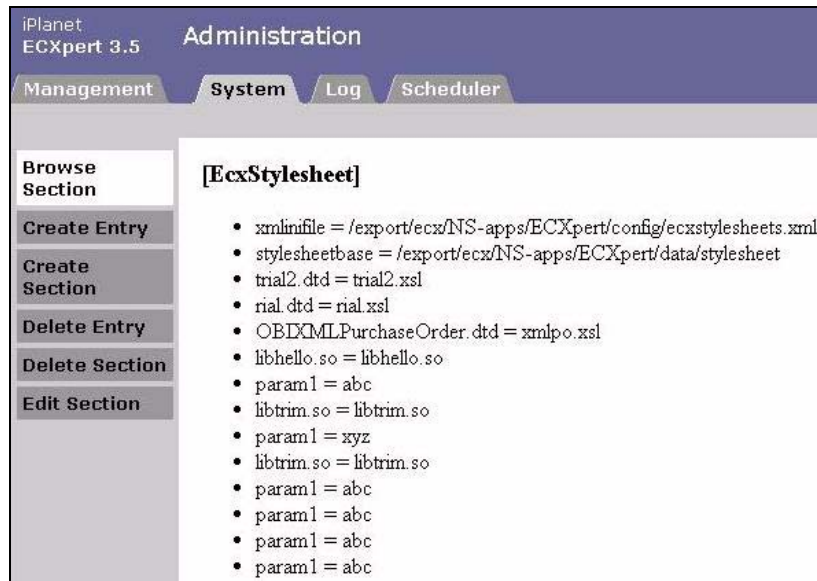 iPlanet
ECXpert 3.5
Administration
Management
System
Log
Scheduler
Browse
Section
Create Entry
Create
Section
Delete Entry
Delete Section
Edit Section
[EcxStylesheet]
• xmlinifile = /export/ecx/NS-apps/ECXpert/config/ecxstylesheets.xml
• stylesheetbase = /export/ecx/NS-apps/ECXpert/data/stylesheet
• trial2.dtd = trial2.xsl
• rial.dtd = rial.xsl
• OBIXMLPurchaseOrder.dtd = xmlpo.xsl
• libhello.so = libhello.so
• param1 = abc
• libtrim.so = libtrim.so
• param1 = xyz
• libtrim.so = libtrim.so
• param1 = abc
• param1 = abc
• param1 = abc
• param1 = abc